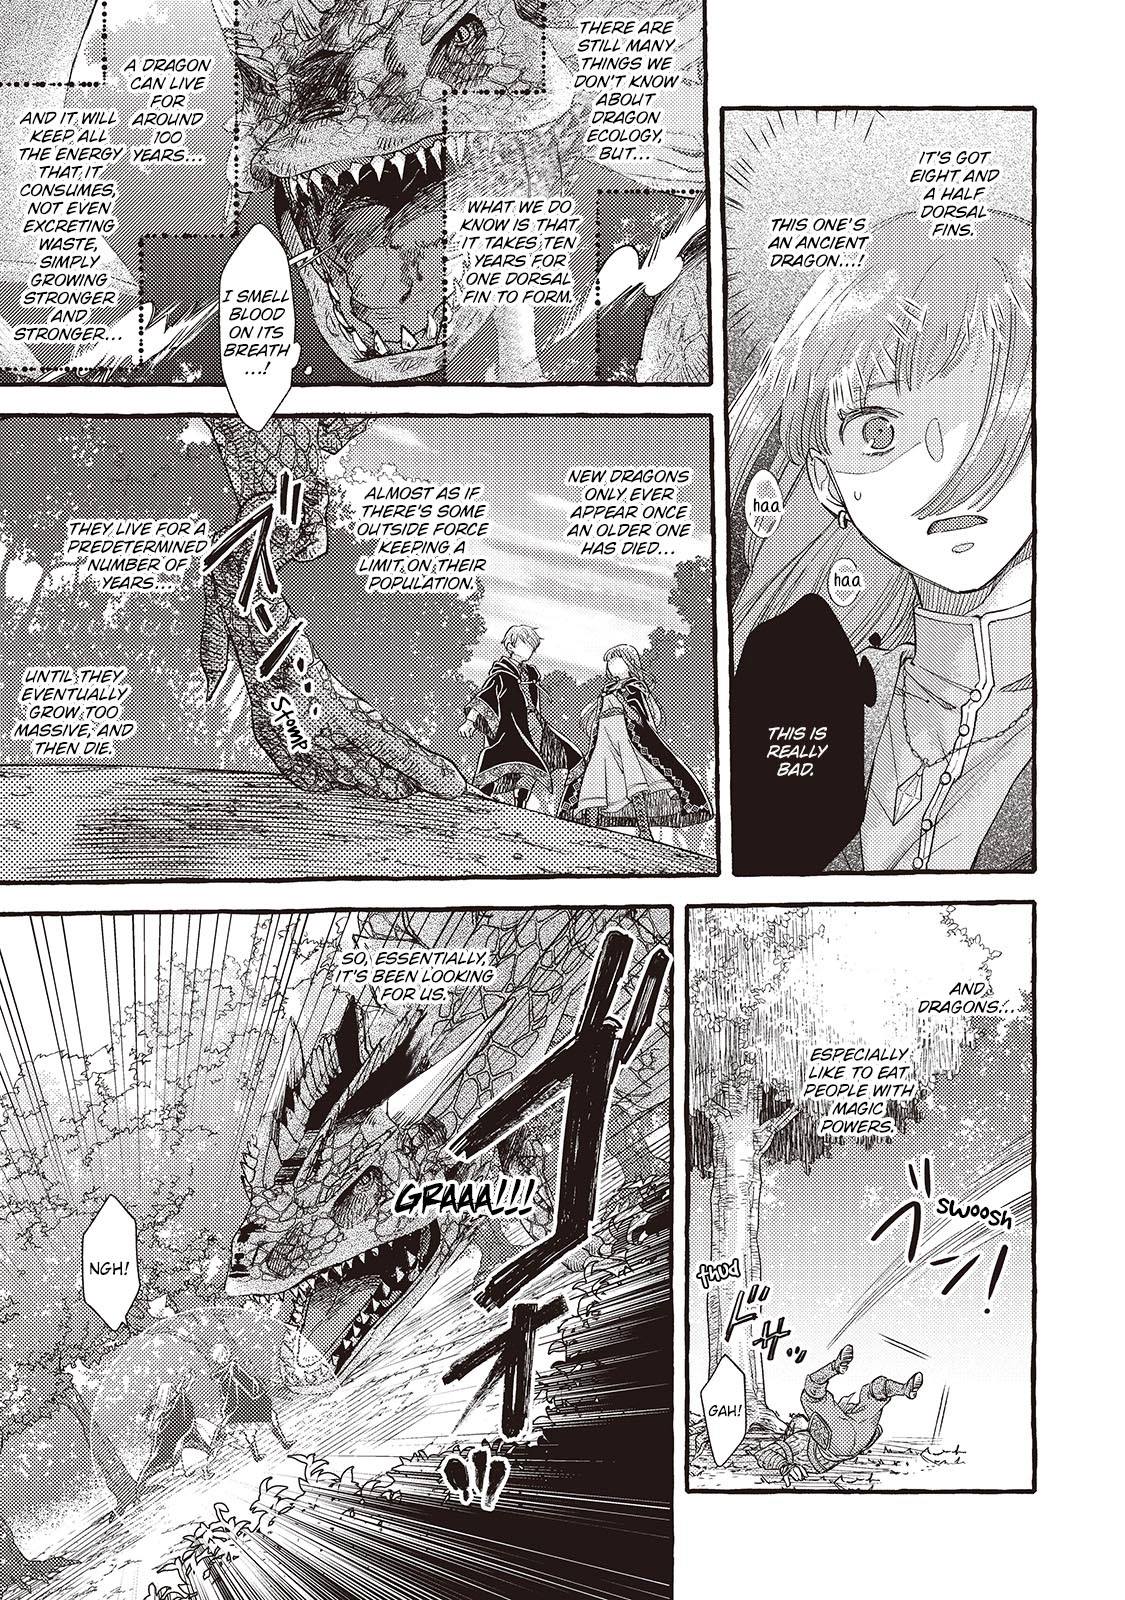 IT'S GOT
EIGHT AND
A HALF
DORSAL
FINS.
THIS ONE'S
AN ANCIENT
DRAGON...!
haa
haa
THIS IS
REALLY
BAD.
THERE ARE
STILL MANY
THINGS WE
DON'T KNOW
ABOUT
DRAGON
ECOLOGY,
BUT...
WHAT WE DO
KNOW IS THAT
IT TAKES TEN
YEARS FOR
ONE DORSAL
FIN TO FORM.
A DRAGON
CAN LIVE
FOR
AROUND
100
YEARS...
AND IT WILL
KEEP ALL
THE ENERGY
THAT IT
CONSUMES,
NOT EVEN
EXCRETING
WASTE,
SIMPLY
GROWING
STRONGER
AND
STRONGER...
I SMELL
BLOOD
ON ITS
BREATH
...!
NEW DRAGONS
ONLY EVER
APPEAR ONCE
AN OLDER ONE
HAS DIED...
ALMOST AS IF
THERE'S SOME
OUTSIDE FORCE
KEEPING A
LIMIT ON THEIR
POPULATION.
THEY LIVE FOR A
PREDETERMINED
NUMBER OF
YEARS...
UNTIL THEY
EVENTUALLY
GROW TOO
MASSIVE, AND
THEN DIE.
Stomp
AND,
DRAGONS...
ESPECIALLY
LIKE TO EAT
PEOPLE WITH
MAGIC
POWERS.
ブン!
swoosh
thud
ドサッ
GAH!
SO, ESSENTIALLY,
IT'S BEEN LOOKING
FOR US.
GRAAA!!!
NGH!